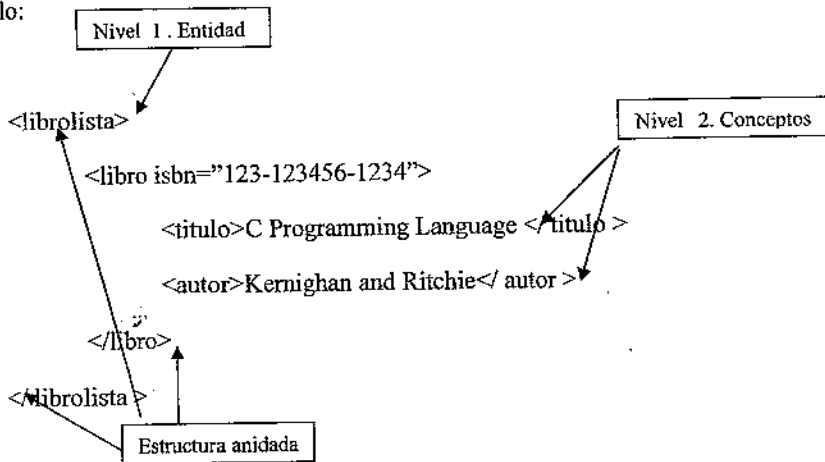 lo:
Nivel 1 . Entidad
<librolista>
Nivel 2. Conceptos
<libro isbn="123-123456-1234">
<titulo>C Programming Language </ titulo >
<autor>Kernighan and Ritchie</ autor >
</libro>
</librolista >
Estructura anidada